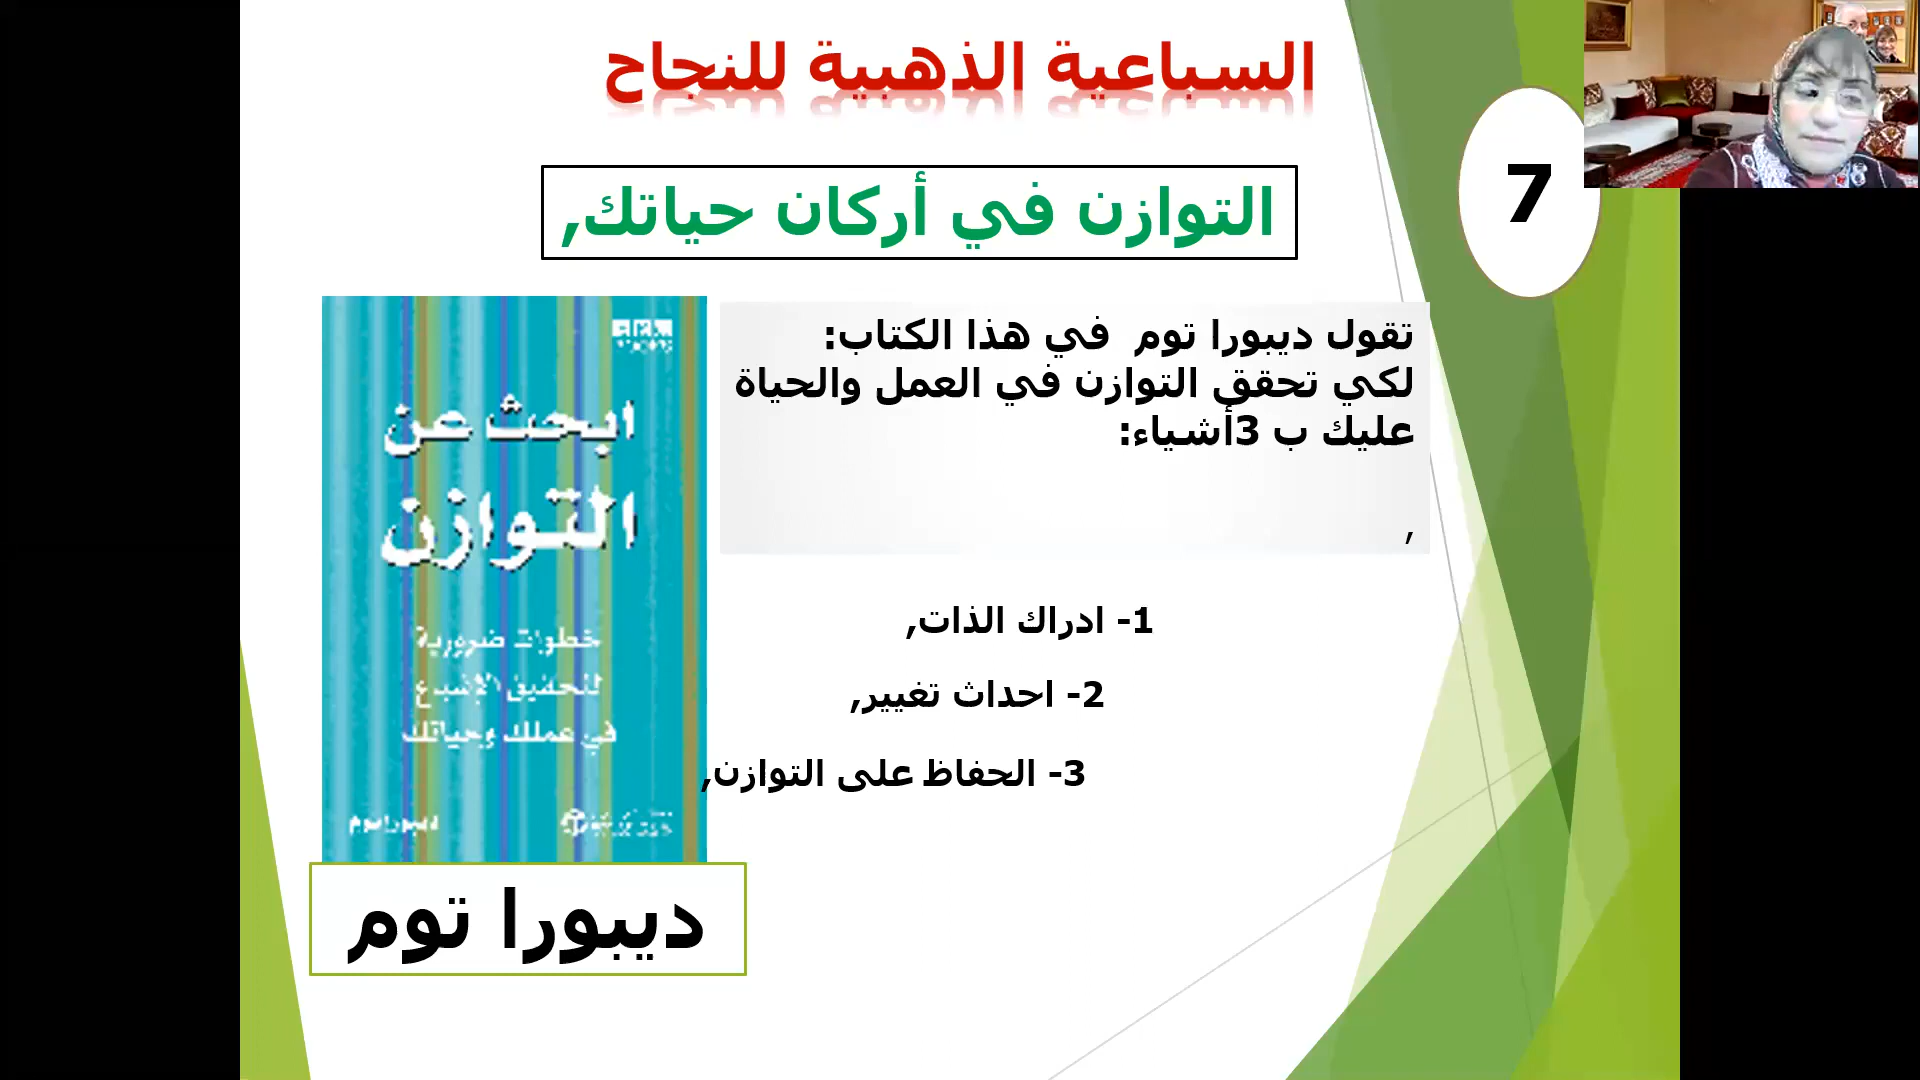 السباعية الذهبية للنجاح
7
التوازن في أركان حياتك,
تقول ديبورا توم في هذا الكتاب:
لكي تحقق التوازن في العمل والحياة
عليك ب 3أشياء:
,
1- ادراك الذات,
2- احداث تغيير,
3- الحفاظ على التوازن,
ابحث عن
التوازن
خطوات ضرورية
لتحقيق الإشباع
في عملك وحياتك
ديبورا توم
ديبورا توم